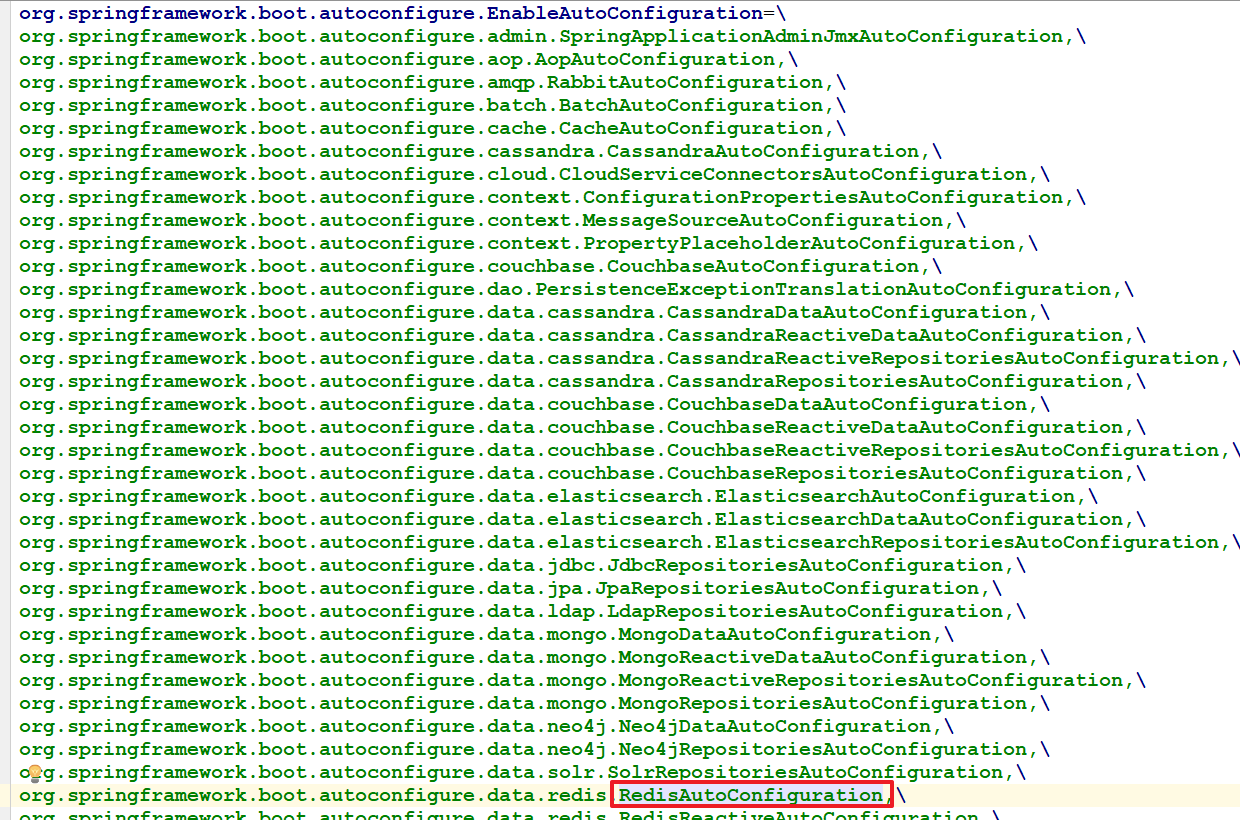 org.springframework.boot.autoconfigure.EnableAutoConfiguration=\
org.springframework.boot.autoconfigure.admin.SpringApplicationAdminJmxAutoConfiguration,\
org.springframework.boot.autoconfigure.aop.AopAutoConfiguration,\
org.springframework.boot.autoconfigure.amqp.RabbitAutoConfiguration,\
org.springframework.boot.autoconfigure.batch.BatchAutoConfiguration,\
org.springframework.boot.autoconfigure.cache.CacheAutoConfiguration,\
org.springframework.boot.autoconfigure.cassandra.CassandraAutoConfiguration,\
org.springframework.boot.autoconfigure.cloud.CloudServiceConnectorsAutoConfiguration,\
org.springframework.boot.autoconfigure.context.ConfigurationPropertiesAutoConfiguration,\
org.springframework.boot.autoconfigure.context.MessageSourceAutoConfiguration,\
org.springframework.boot.autoconfigure.context.PropertyPlaceholderAutoConfiguration,\
org.springframework.boot.autoconfigure.couchbase.CouchbaseAutoConfiguration,\
org.springframework.boot.autoconfigure.dao.PersistenceExceptionTranslationAutoConfiguration,\
org.springframework.boot.autoconfigure.data.cassandra.CassandraDataAutoConfiguration,\
org.springframework.boot.autoconfigure.data.cassandra.CassandraReactiveDataAutoConfiguration,\
org.springframework.boot.autoconfigure.data.cassandra.CassandraReactiveRepositoriesAutoConfiguration,\
org.springframework.boot.autoconfigure.data.cassandra.CassandraRepositoriesAutoConfiguration,\
org.springframework.boot.autoconfigure.data.couchbase.CouchbaseDataAutoConfiguration,\
org.springframework.boot.autoconfigure.data.couchbase.CouchbaseReactiveDataAutoConfiguration,\
org.springframework.boot.autoconfigure.data.couchbase.CouchbaseReactiveRepositoriesAutoConfiguration,\
org.springframework.boot.autoconfigure.data.couchbase.CouchbaseRepositoriesAutoConfiguration,\
org.springframework.boot.autoconfigure.data.elasticsearch.ElasticsearchAutoConfiguration,\
org.springframework.boot.autoconfigure.data.elasticsearch.ElasticsearchDataAutoConfiguration,\
org.springframework.boot.autoconfigure.data.elasticsearch.ElasticsearchRepositoriesAutoConfiguration,\
org.springframework.boot.autoconfigure.data.jdbc.JdbcRepositoriesAutoConfiguration,\
org.springframework.boot.autoconfigure.data.jpa.JpaRepositoriesAutoConfiguration,\
org.springframework.boot.autoconfigure.data.ldap.LdapRepositoriesAutoConfiguration,\
org.springframework.boot.autoconfigure.data.mongo.MongoDataAutoConfiguration,\
org.springframework.boot.autoconfigure.data.mongo.MongoReactiveDataAutoConfiguration,\
org.springframework.boot.autoconfigure.data.mongo.MongoReactiveRepositoriesAutoConfiguration,\
org.springframework.boot.autoconfigure.data.mongo.MongoRepositoriesAutoConfiguration,\
org.springframework.boot.autoconfigure.data.neo4j.Neo4jDataAutoConfiguration,\
org.springframework.boot.autoconfigure.data.neo4j.Neo4jRepositoriesAutoConfiguration,\
org.springframework.boot.autoconfigure.data.solr.SolrRepositoriesAutoConfiguration,\
org.springframework.boot.autoconfigure.data.redis.RedisAutoConfiguration,\
org.springframework.boot.autoconfigure.data.redis.RedisReactiveAutoConfiguration,\